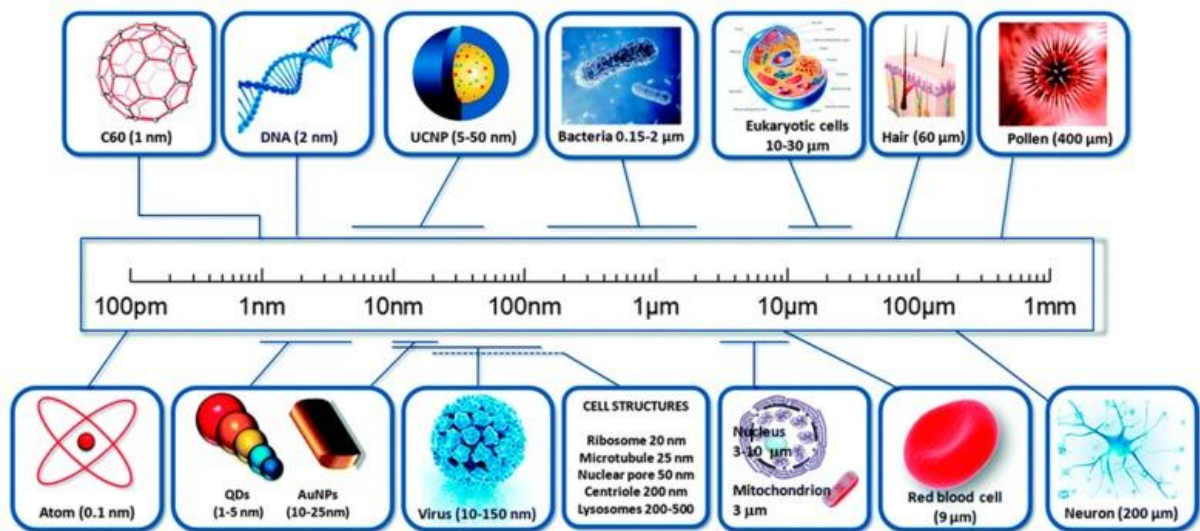 C60 (1 nm)
DNA (2 nm)
UCNP (5-50 nm)
Bacteria 0.15-2 µm
Eukaryotic cells
10-30 µm
Hair (60 µm)
Pollen (400 µm)
100pm
1nm
10nm
100nm
1µm
10µm
100µm
1mm
Atom (0.1 nm)
QDs
(1-5 nm)
AuNPs
(10-25nm)
Virus (10-150 nm)
CELL STRUCTURES
Ribosome 20 nm
Microtubule 25 nm
Nuclear pore 50 nm
Centriole 200 nm
Lysosomes 200-500
Nucleus
3-10 µm
Mitochondrion
3 µm
Red blood cell
(9 µm)
Neuron (200 µm)